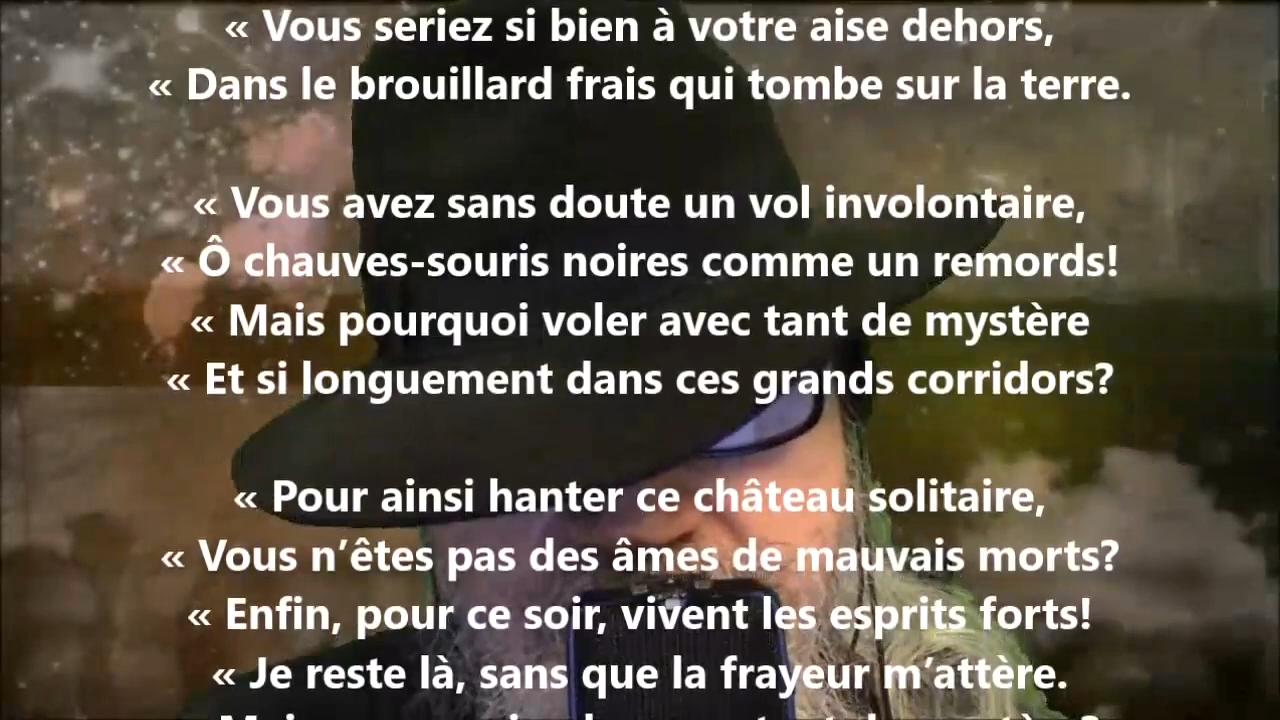 « Vous seriez si bien à votre aise dehors,
« Dans le brouillard frais qui tombe sur la terre.
« Vous avez sans doute un vol involontaire,
« Ô chauves-souris noires comme un remords!
« Mais pourquoi voler avec tant de mystère
« Et si longuement dans ces grands corridors?
« Pour ainsi hanter ce château solitaire,
« Vous n’êtes pas des âmes de mauvais morts?
« Enfin, pour ce soir, vivent les esprits forts!
« Je reste là, sans que la frayeur m’attère.